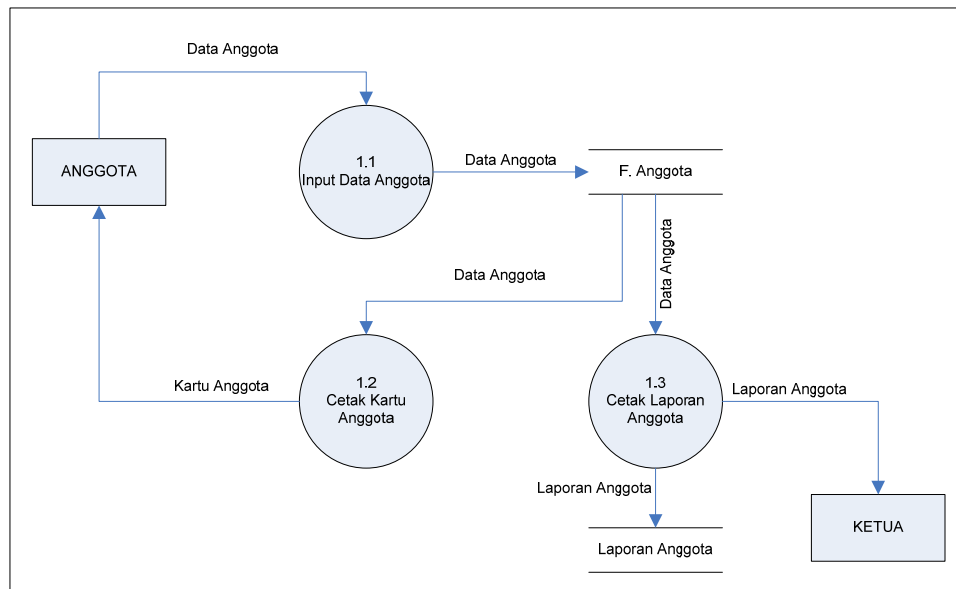 Data Anggota
ANGGOTA
1.1
Input Data Anggota
Data Anggota
F. Anggota
Data Anggota
Data Anggota
Kartu Anggota
1.2
Cetak Kartu
Anggota
1.3
Cetak Laporan
Anggota
Laporan Anggota
Laporan Anggota
Laporan Anggota
KETUA